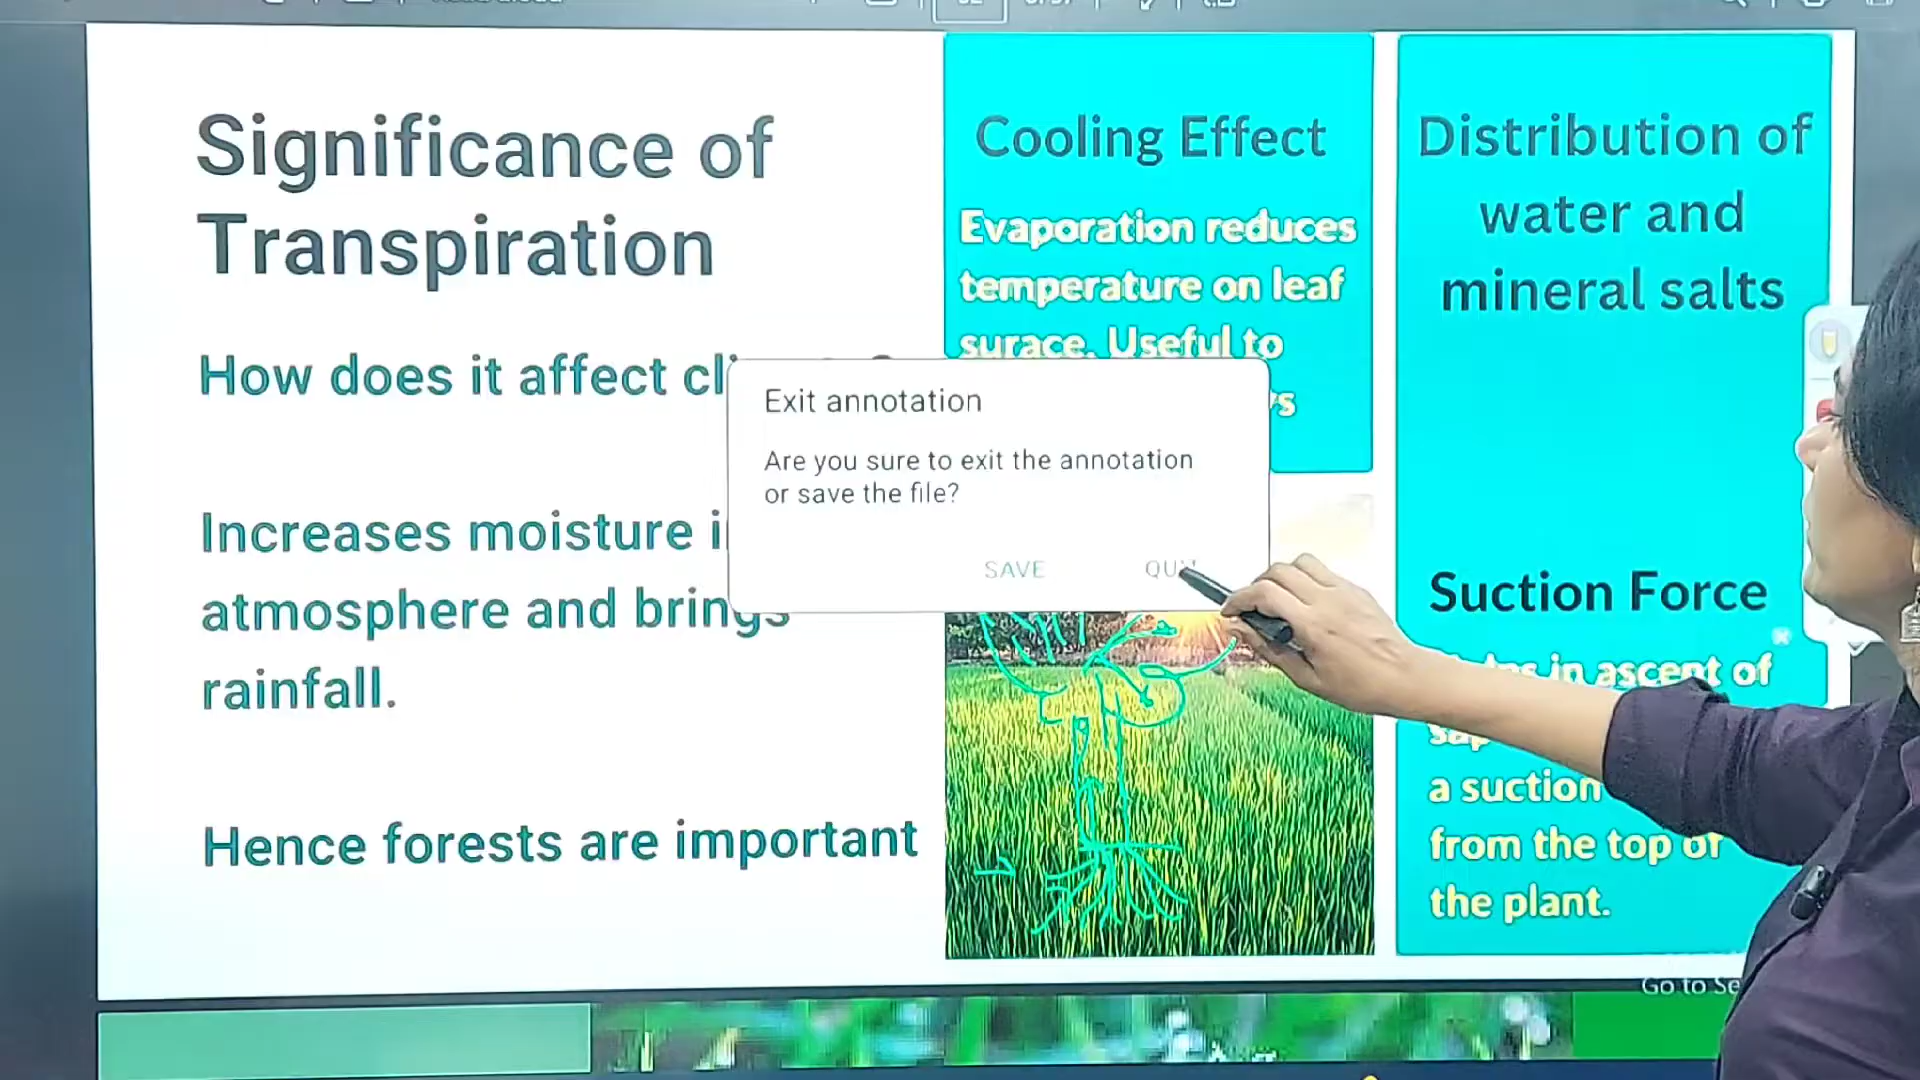 Significance of
Transpiration
How does it affect
Increases moisture
atmosphere and brings
rainfall.
Hence forests are important
Cooling Effect
Evaporation reduces
temperature on leaf
surace. Useful to
Exit annotation
Are you sure to exit the annotation
or save the file?
SAVE
Distribution of
water and
mineral salts
Suction Force
in ascent of
sap
a suction
from the top of
the plant.
Go to